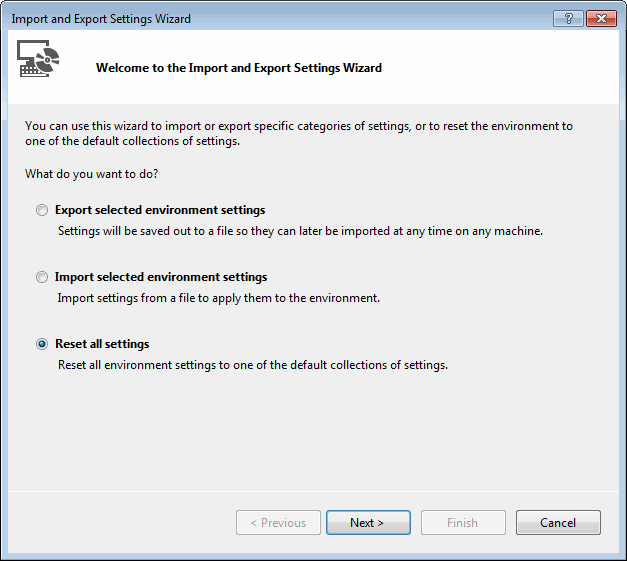 Import and Export Settings Wizard
?
Welcome to the Import and Export Settings Wizard
You can use this wizard to import or export specific categories of settings, or to reset the environment to
one of the default collections of settings.
What do you want to do?
Export selected environment settings
Settings will be saved out to a file so they can later be imported at any time on any machine.
Import selected environment settings
Import settings from a file to apply them to the environment.
Reset all settings
Reset all environment settings to one of the default collections of settings.
< Previous Next > Finish Cancel